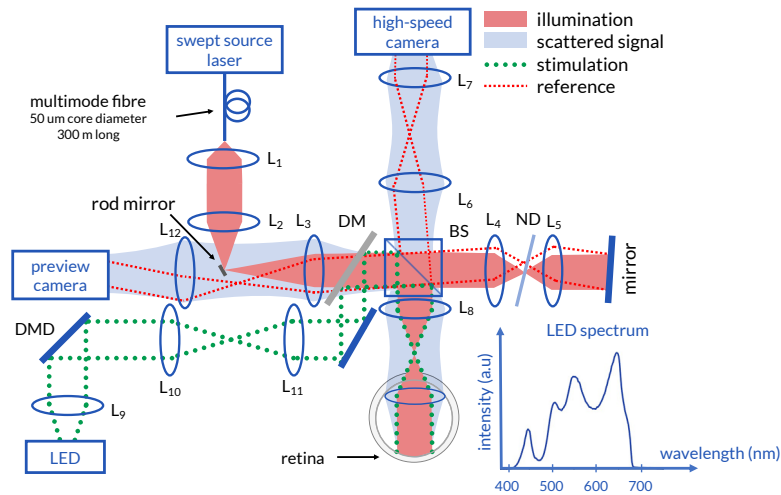 swept source
laser
high-speed
camera
illumination
scattered signal
stimulation
reference
multimode fibre
50 um core diameter
300 m long
L1
L7
L6
rod mirror
L2
L12
L3
DM
BS
L4
ND
L5
mirror
preview
camera
L8
DMD
L10
L11
L9
LED
retina
LED spectrum
intensity (a.u)
wavelength (nm)
400 500 600 700